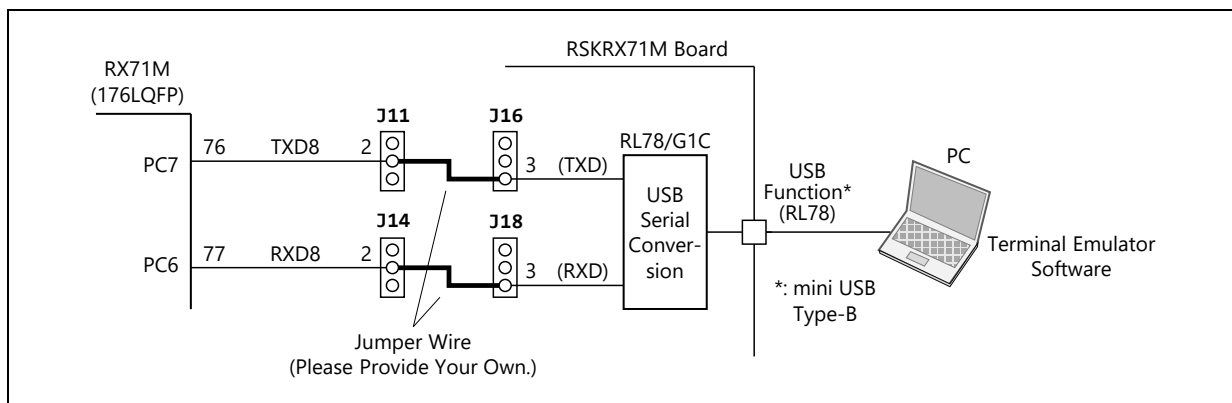 RSKRX71M Board
RX71M
(176LQFP)
J11
J16
RL78/G1C
PC7
76
TXD8
2
3
(TXD)
USB
Serial
Conver-
sion
USB
Function*
(RL78)
PC
Terminal Emulator
Software
J14
J18
PC6
77
RXD8
2
3
(RXD)
*: mini USB
Type-B
Jumper Wire
(Please Provide Your Own.)